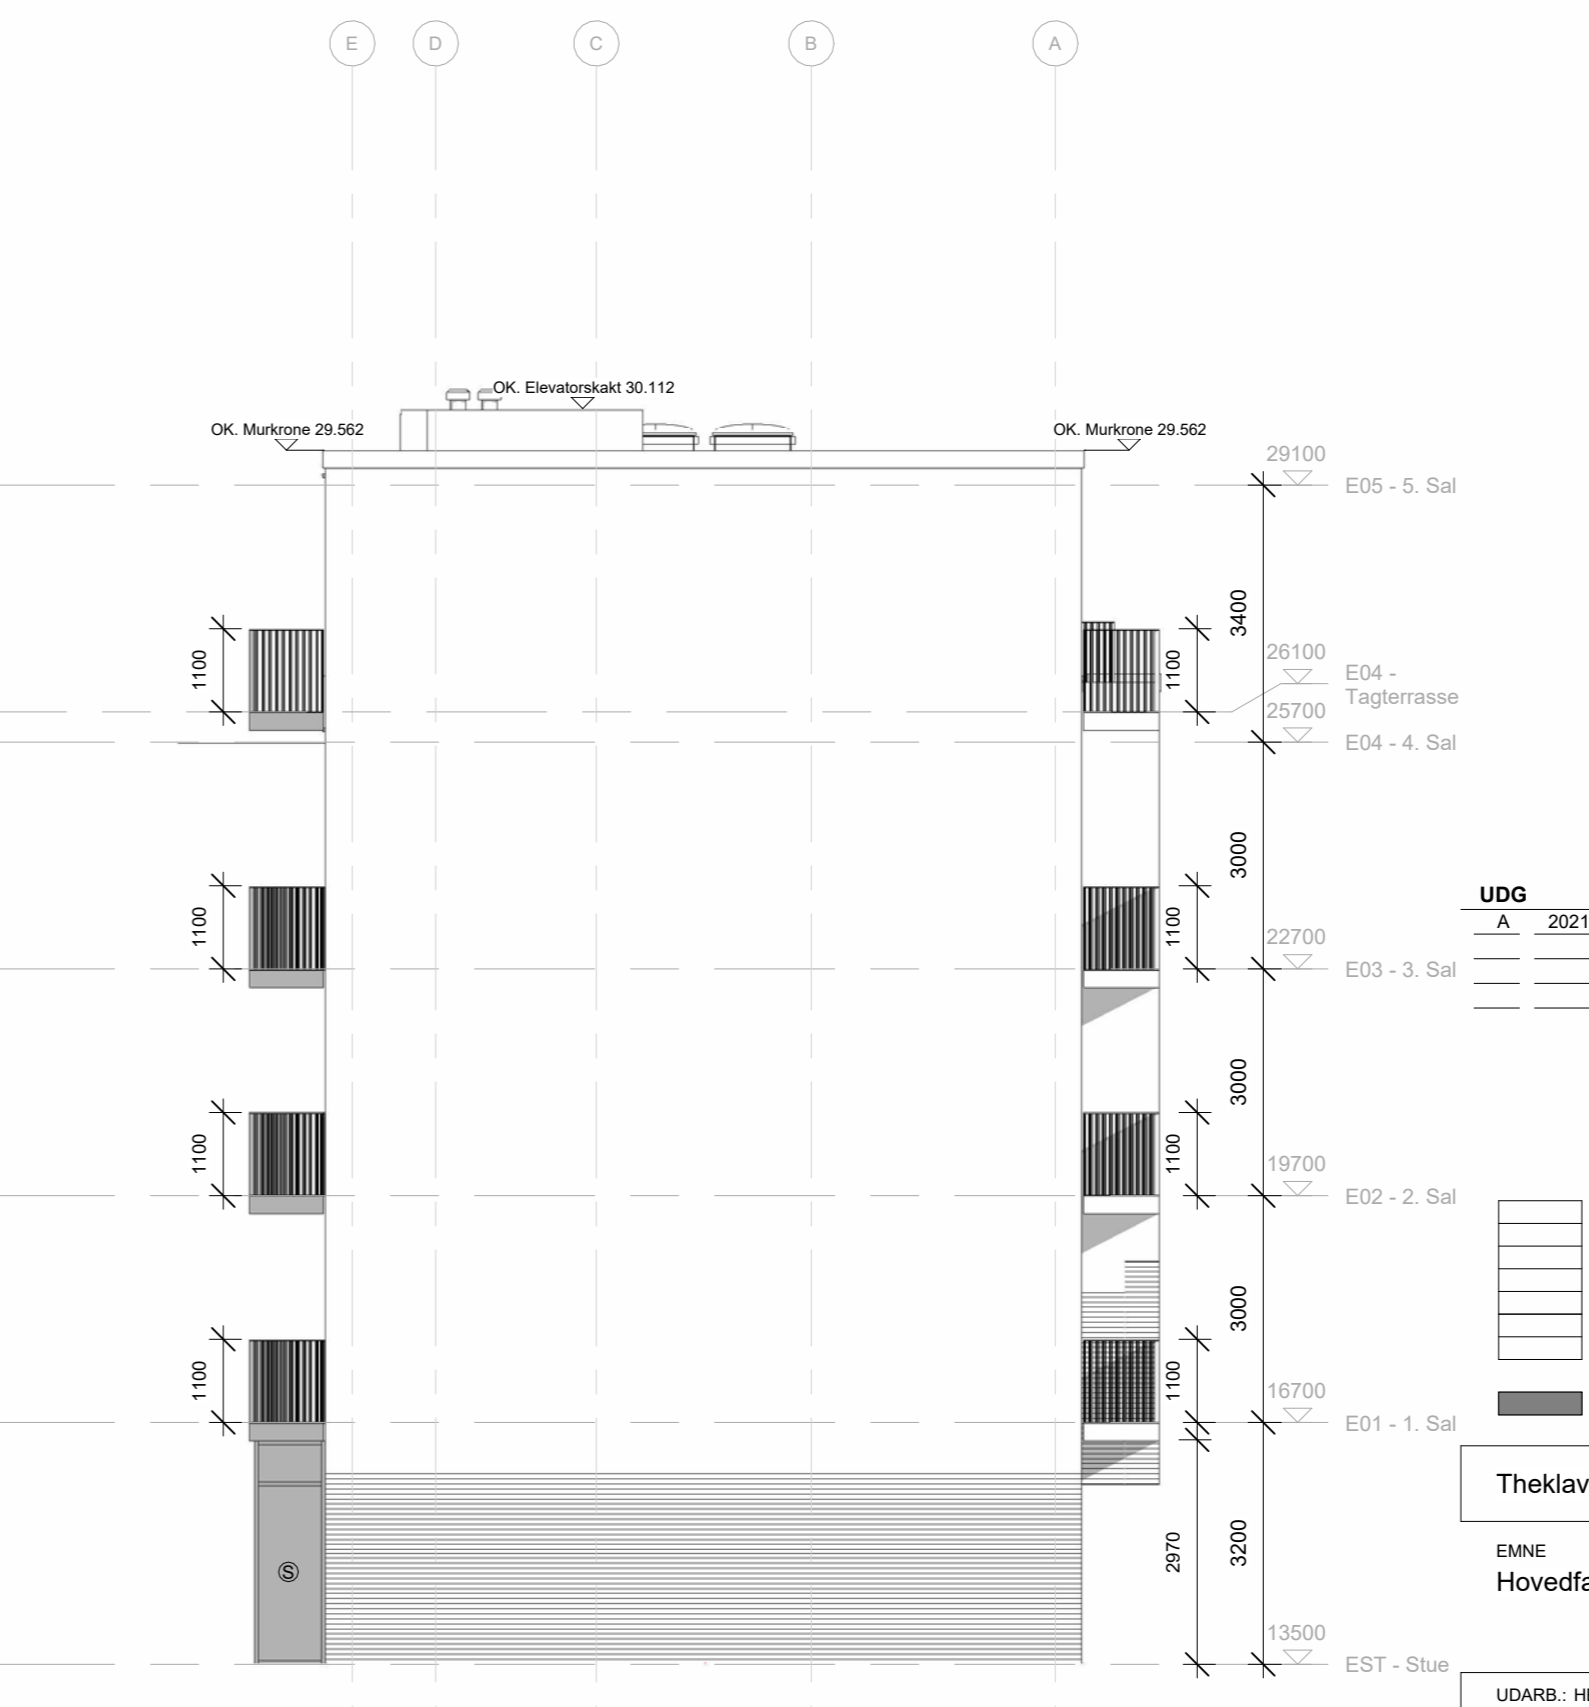 E D C B A
OK. Elevatorskakt 30.112
OK. Murkrone 29.562
OK. Murkrone 29.562
29100
E05 - 5. Sal
3400
1100
1100
26100
E04 -
Tagterrasse
25700
E04 - 4. Sal
3000
1100
1100
22700
E03 - 3. Sal
UDG
A 2021
3000
1100
1100
19700
E02 - 2. Sal
3000
1100
1100
16700
E01 - 1. Sal
2970
3200
S
13500
EST - Stue
EMNE
UDARB.: